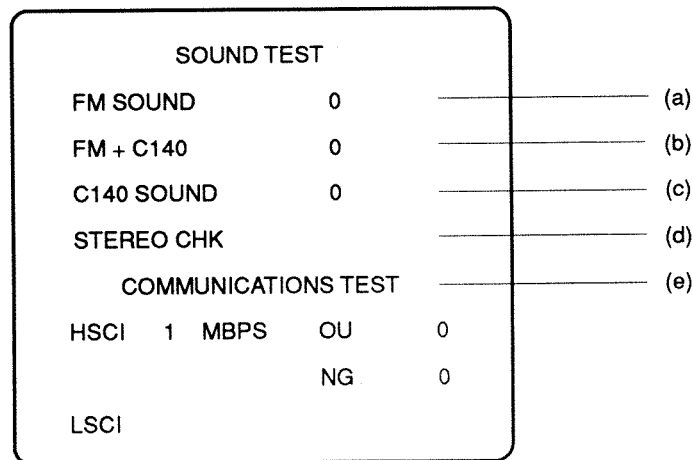 SOUND TEST
FM SOUND 0 (a)
FM + C140 0 (b)
C140 SOUND 0 (c)
STEREO CHK (d)
COMMUNICATIONS TEST (e)
HSCI 1 MBPS OU 0
NG 0
LSCI